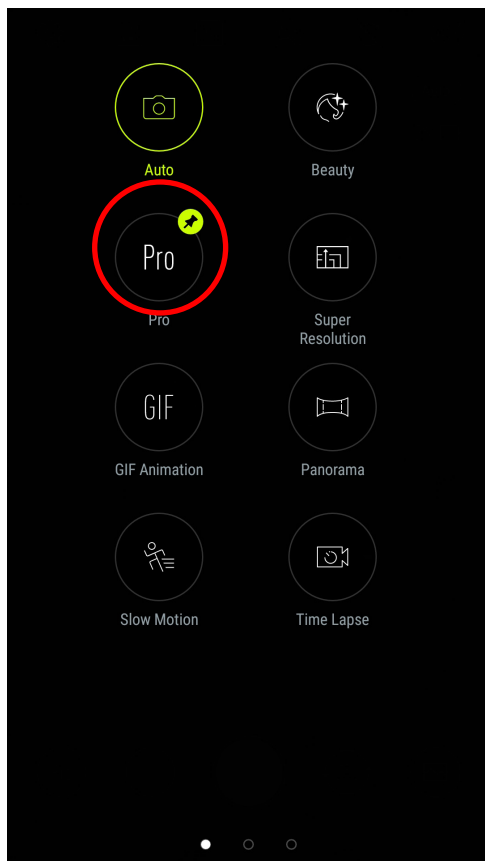 Auto
Beauty
Pro
Pro
Super
Resolution
GIF
GIF Animation
Panorama
Slow Motion
Time Lapse